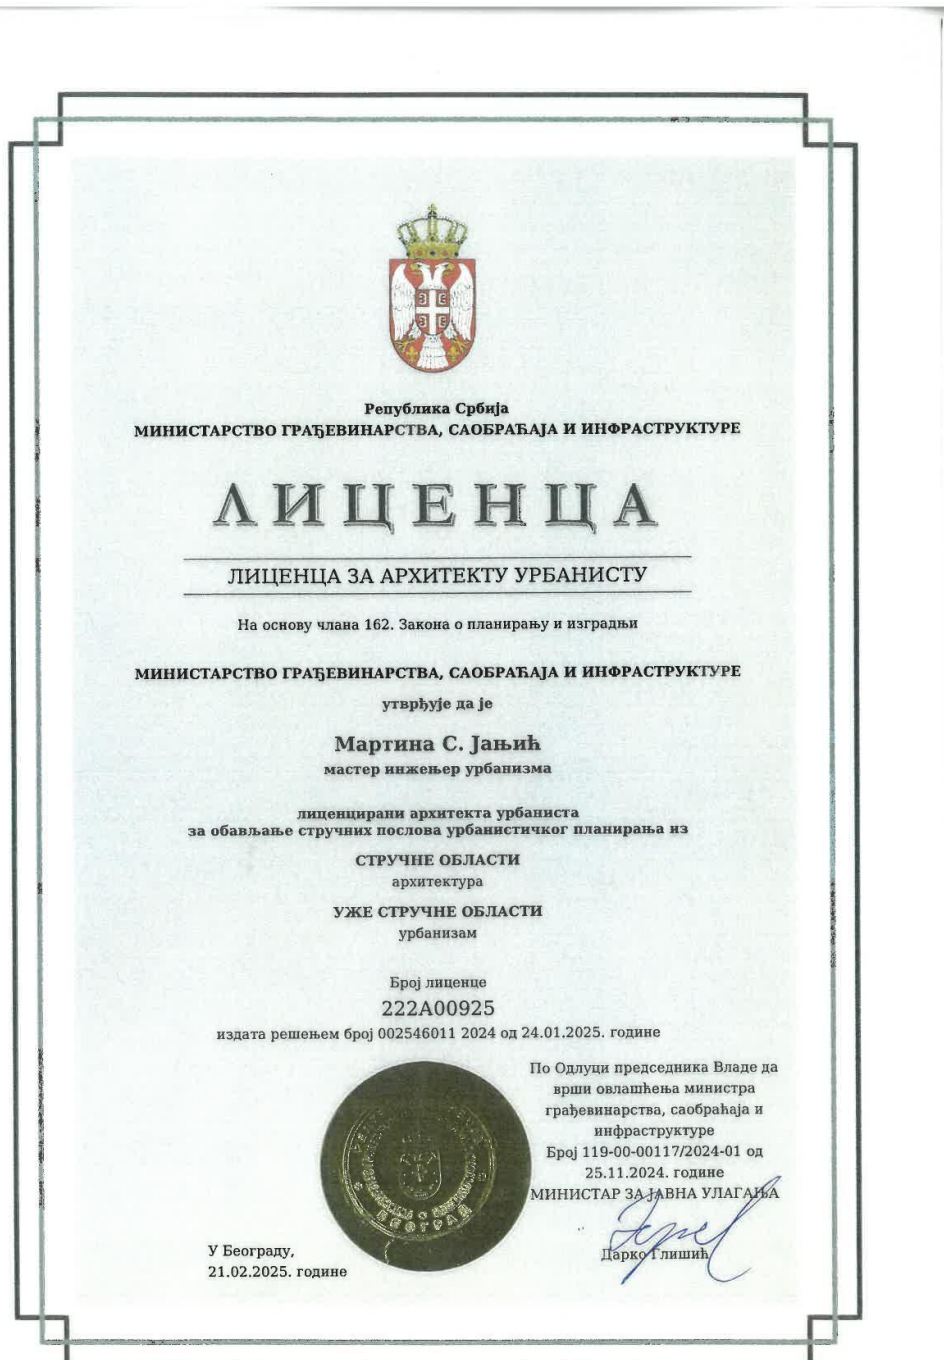 Република Србија
МИНИСТАРСТВО ГРАЂЕВИНАРСТВА, САОБРАЋАЈА И ИНФРАСТРУКТУРЕ
ЛИЦЕНЦА
ЛИЦЕНЦА ЗА АРХИТЕКТУ УРБАНИСТУ
На основу члана 162. Закона о планирању и изградњи
МИНИСТАРСТВО ГРАЂЕВИНАРСТВА, САОБРАЋАЈА И ИНФРАСТРУКТУРЕ
утврђује да је
Мартина С. Јањић
мастер инжењер урбанизма
лиценцирани архитекта урбаниста
за обављање стручних послова урбанистичког планирања из
СТРУЧНЕ ОБЛАСТИ
архитектура
УЖЕ СТРУЧНЕ ОБЛАСТИ
урбанизам
Број лиценце
222А00925
издата решењем број 002546011 2024 од 24.01.2025. године
По Одлуци председника Владе да
врши овлашћења министра
грађевинарства, саобраћаја и
инфраструктуре
Број 119-00-00117/2024-01 од
25.11.2024. године
МИНИСТАР ЗА ЈАВНА УЛАГАЊА
Дарко Глишић
БЕОГРАД
У Београду,
21.02.2025. године